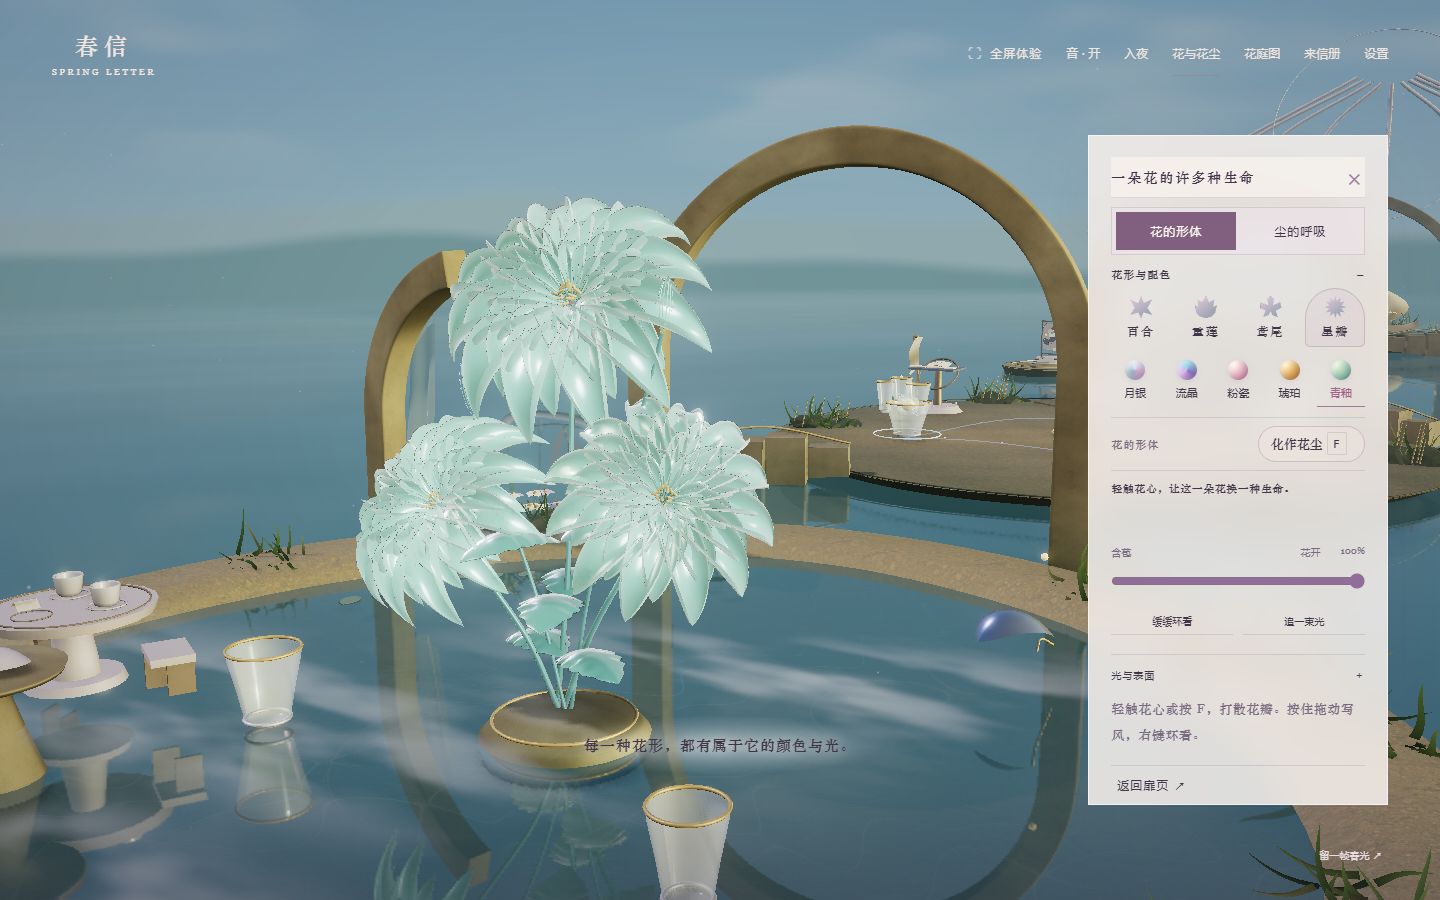 春信
SPRING LETTER
全屏体验 音·开 入夜 花与花尘 花庭图 来信册 设置
一朵花的许多种生命 ×
花的形体 尘的呼吸
花形与配色 −
百合 重莲 鸢尾 星瓣
月银 流晶 粉瓷 琥珀 青釉
花的形体 化作花尘 F
轻触花心，让这一朵花换一种生命。
含苞 花开 100%
缓缓环看 追一束光
光与表面 +
轻触花心或按 F，打散花瓣。按住拖动写
风，右键环看。
每一种花形，都有属于它的颜色与光。
返回扉页 ↗
留一帧春光 ↗